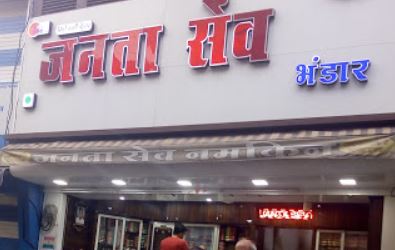 जनता सेव
भंडार
जनता सेव नमकीन